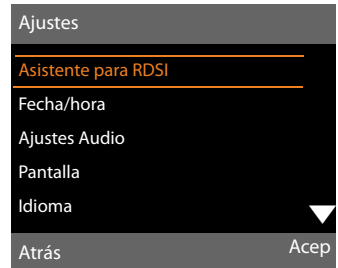 Ajustes
Asistente para RDSI
Fecha/hora
Ajustes Audio
Pantalla
Idioma
Atrás Acep